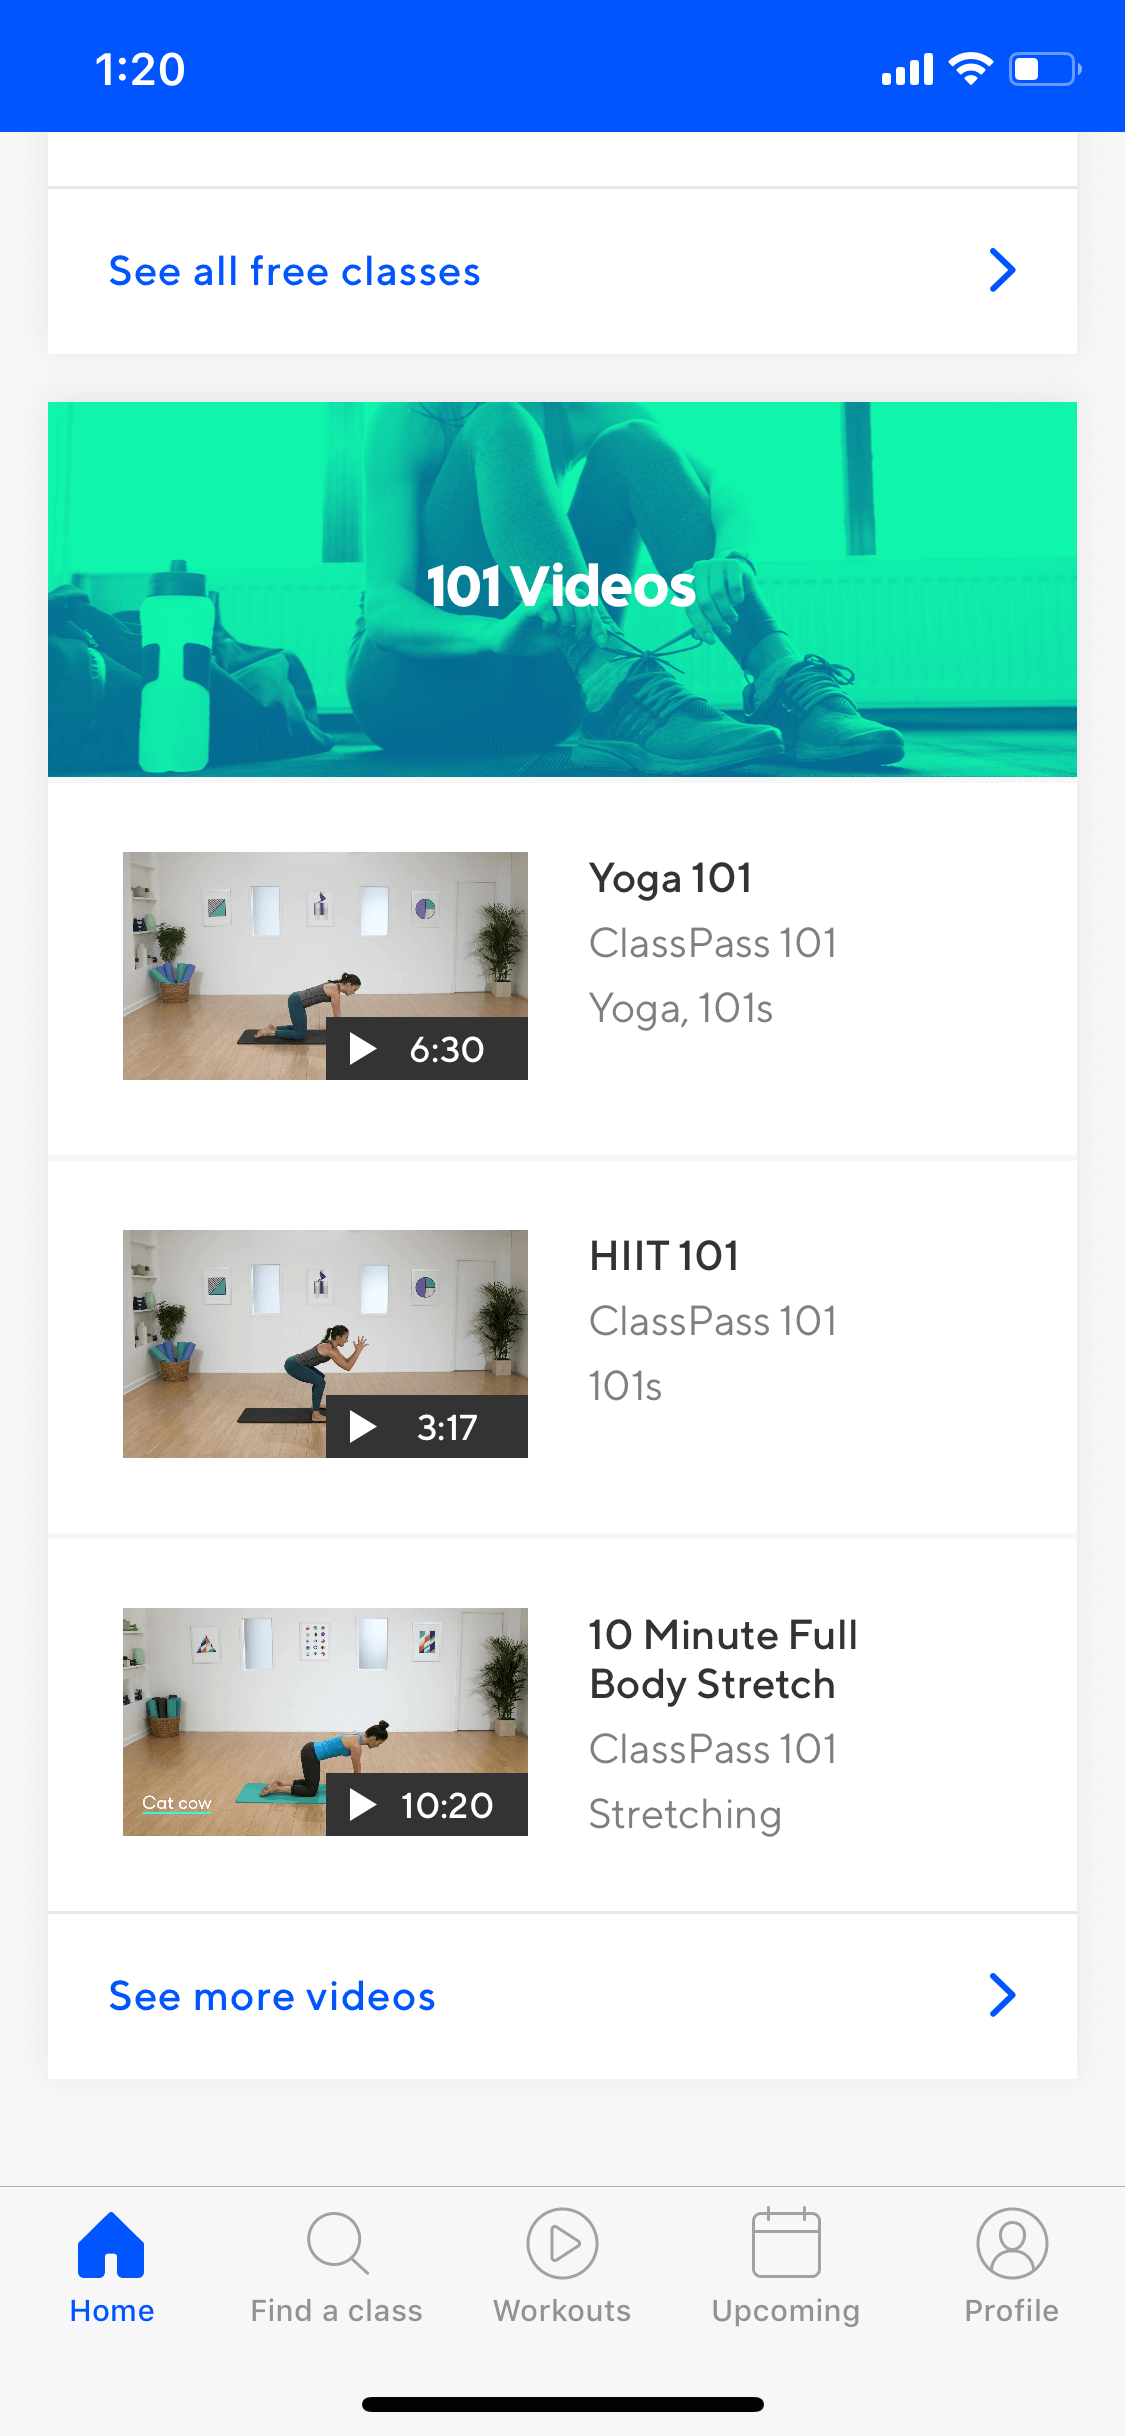 1:20
See all free classes
101 Videos
Yoga 101
ClassPass 101
Yoga, 101s
6:30
HIIT 101
ClassPass 101
101s
3:17
10 Minute Full
Body Stretch
ClassPass 101
Stretching
Cat cow
10:20
See more videos
Home
Find a class
Workouts
Upcoming
Profile